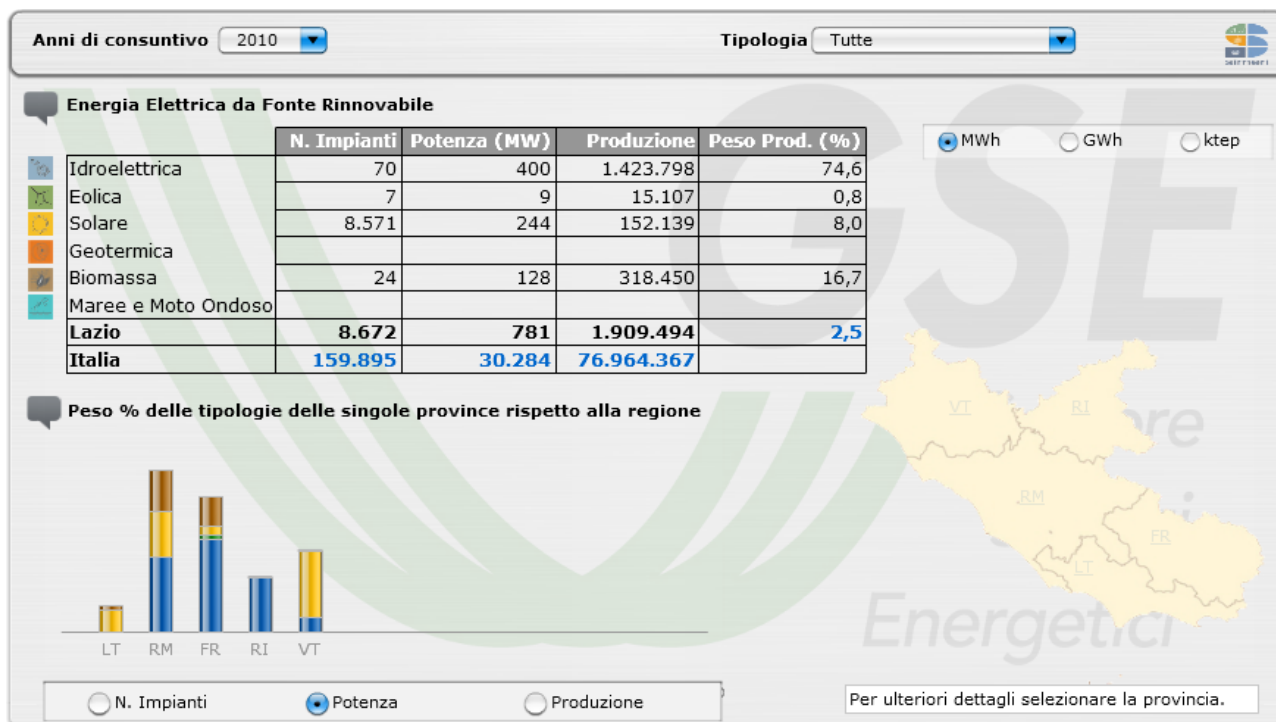 Anni di consuntivo 2010 Tipologia Tutte
Energia Elettrica da Fonte Rinnovabile
MWh GWh ktep
N. Impianti Potenza (MW) Produzione Peso Prod. (%)
Idroelettrica 70 400 1.423.798 74,6
Eolica 7 9 15.107 0,8
Solare 8.571 244 152.139 8,0
Geotermica
Biomassa 24 128 318.450 16,7
Maree e Moto Ondoso
Lazio 8.672 781 1.909.494 2,5
Italia 159.895 30.284 76.964.367
GSE
Peso % delle tipologie delle singole province rispetto alla regione
VT RI
RM
FR
LT
Energetici
LT RM FR RI VT
N. Impianti Potenza Produzione
Per ulteriori dettagli selezionare la provincia.